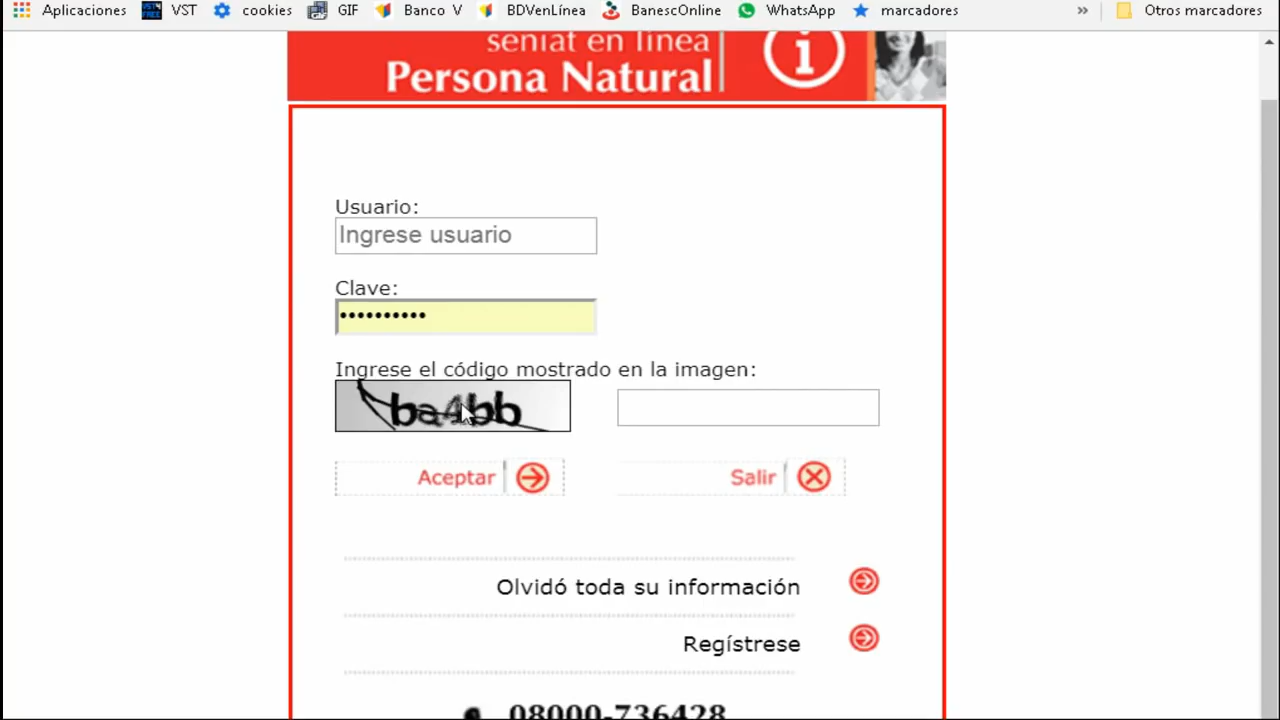 Aplicaciones VST cookies GIF Banco V BDVenLínea BanescOnline WhatsApp marcadores » Otros marcadores
seniat en línea
Persona Natural
Usuario:
Ingrese usuario
Clave:
••••••••••
Ingrese el código mostrado en la imagen:
ba4bb
Aceptar Salir
Olvidó toda su información
Regístrese
08000-736428